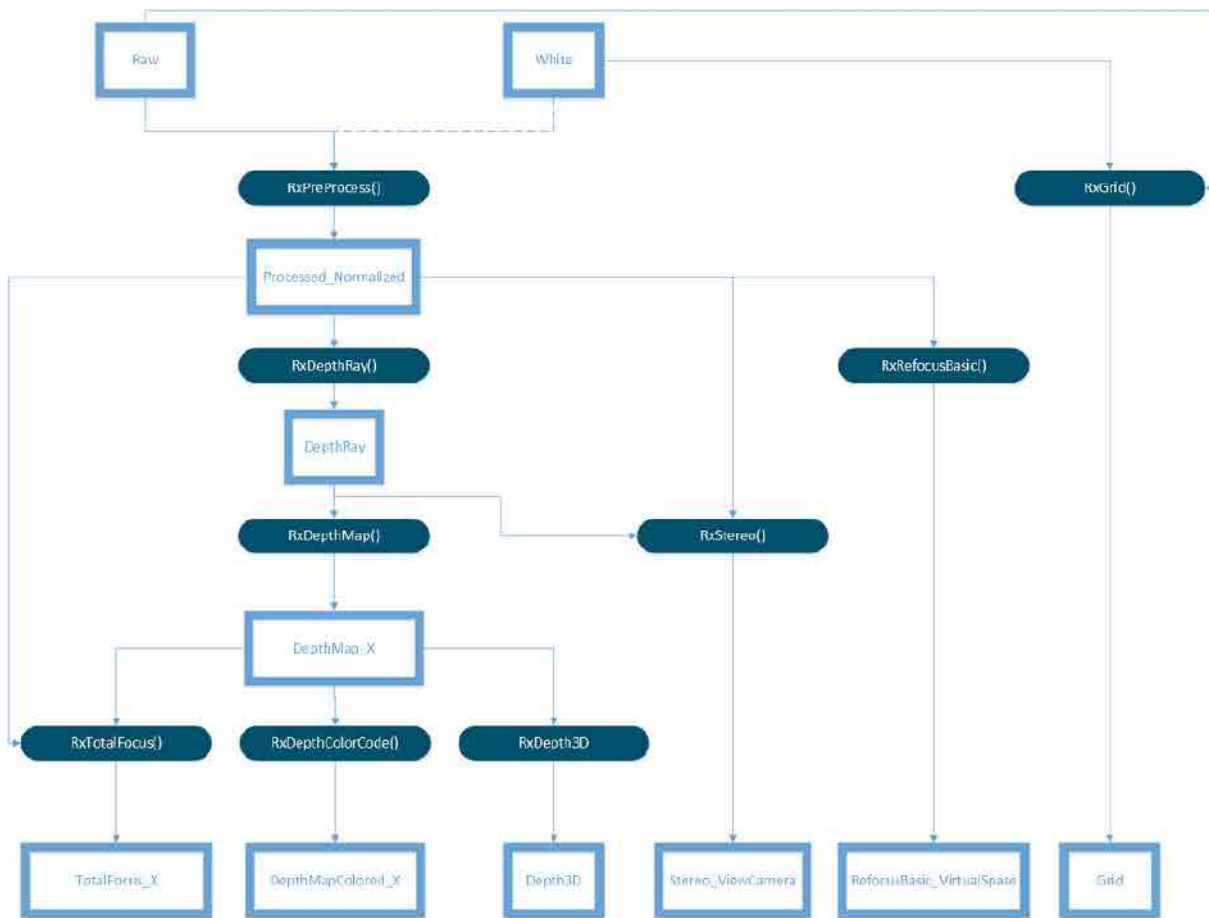 Raw
White
RxPreProcess()
RxGrid()
Processed_Normalized
RxDepthRay()
RxRefocusBasic()
DepthRay
RxDepthMap()
RxStereo()
DepthMap_X
RxTotalFocus()
RxDepthColorCode()
RxDepth3D
TotalFocus_X
DepthMapColored_X
Depth3D
Stereo_ViewCamera
RefocusBasic_VirtualSpase
Grid